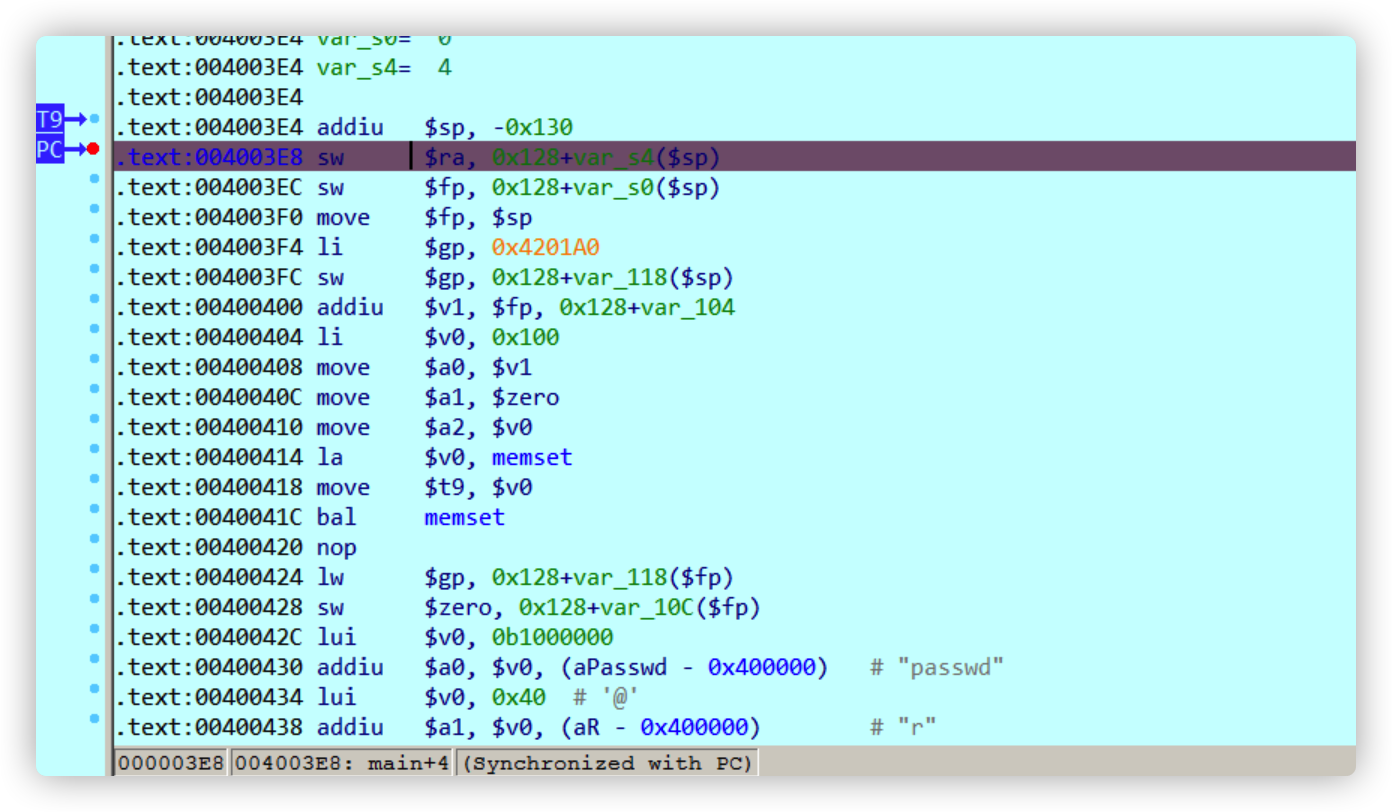 .text:004003E4 var_s0= 0
.text:004003E4 var_s4= 4
.text:004003E4
T9 .text:004003E4 addiu $sp, -0x130
PC .text:004003E8 sw $ra, 0x128+var_s4($sp)
.text:004003EC sw $fp, 0x128+var_s0($sp)
.text:004003F0 move $fp, $sp
.text:004003F4 li $gp, 0x4201A0
.text:004003FC sw $gp, 0x128+var_118($sp)
.text:00400400 addiu $v1, $fp, 0x128+var_104
.text:00400404 li $v0, 0x100
.text:00400408 move $a0, $v1
.text:0040040C move $a1, $zero
.text:00400410 move $a2, $v0
.text:00400414 la $v0, memset
.text:00400418 move $t9, $v0
.text:0040041C bal memset
.text:00400420 nop
.text:00400424 lw $gp, 0x128+var_118($fp)
.text:00400428 sw $zero, 0x128+var_10C($fp)
.text:0040042C lui $v0, 0b1000000
.text:00400430 addiu $a0, $v0, (aPasswd - 0x400000) # "passwd"
.text:00400434 lui $v0, 0x40 # '@'
.text:00400438 addiu $a1, $v0, (aR - 0x400000) # "r"
000003E8 004003E8: main+4 (Synchronized with PC)